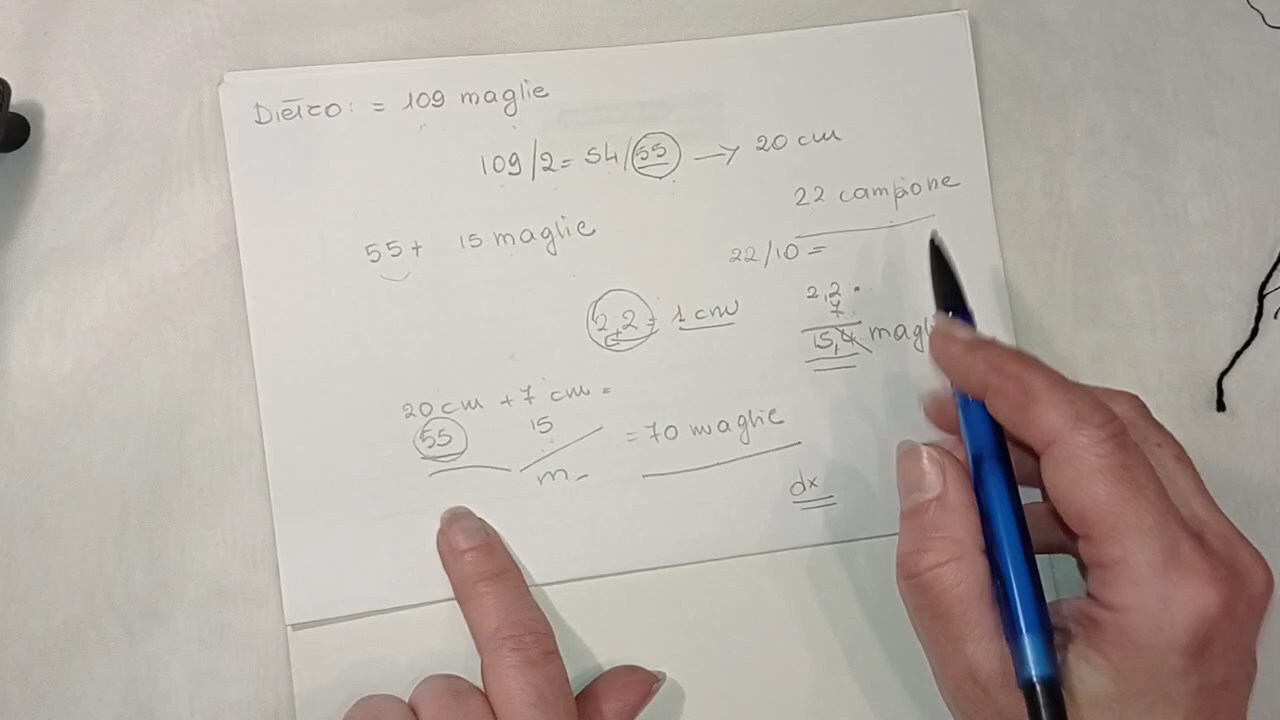 Dietro: = 109 maglie
109/2= 54/55 → 20 cm
22 campione
55+ 15 maglie
22/10 =
2,2 = 1 cm
2,2 .
7
15,4
20 cm + 7 cm =
55 15 = 70 maglie
m-
dx